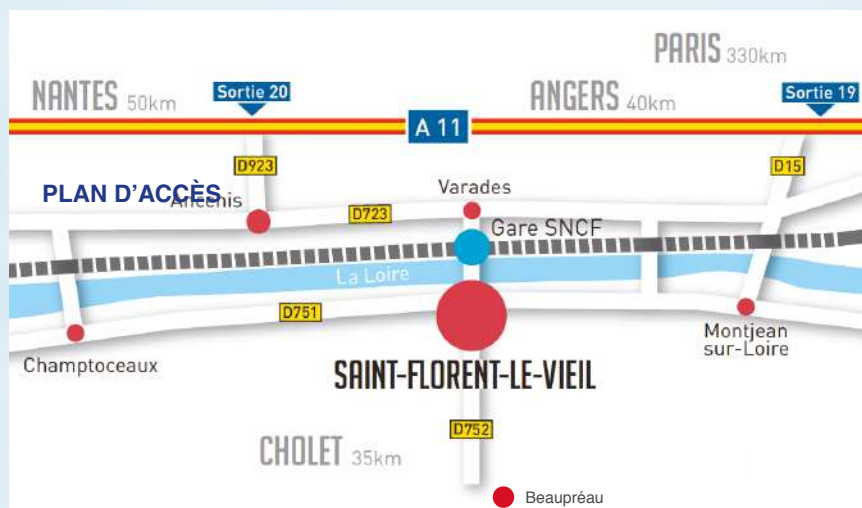 PARIS 330km
NANTES 50km
Sortie 20
ANGERS 40km
Sortie 19
A 11
D923
D15
PLAN D’ACCÈS
Ancenis
D723
Varades
Gare SNCF
La Loire
D751
Champtoceaux
Montjean
sur-Loire
SAINT-FLORENT-LE-VIEIL
D752
CHOLET 35km
Beaupréau